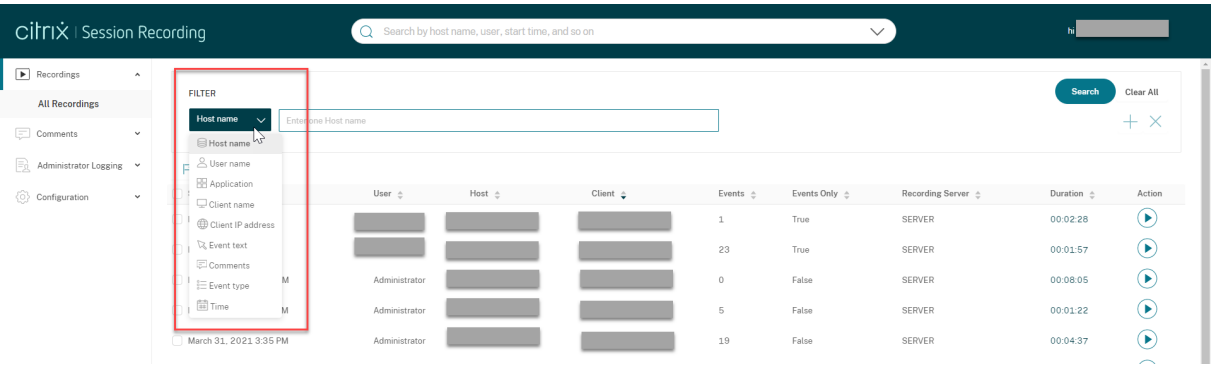 citrix | Session Recording
Search by host name, user, start time, and so on
hi
Recordings
All Recordings
Comments
Administrator Logging
Configuration
FILTER
Search
Clear All
Host name
Enter one Host name
Host name
User name
Application
Client name
Client IP address
Event text
Comments
Event type
Time
User Host Client Events Events Only Recording Server Duration Action
1 True SERVER 00:02:28
23 True SERVER 00:01:57
M Administrator 0 False SERVER 00:08:05
M Administrator 5 False SERVER 00:01:22
March 31, 2021 3:35 PM Administrator 19 False SERVER 00:04:37